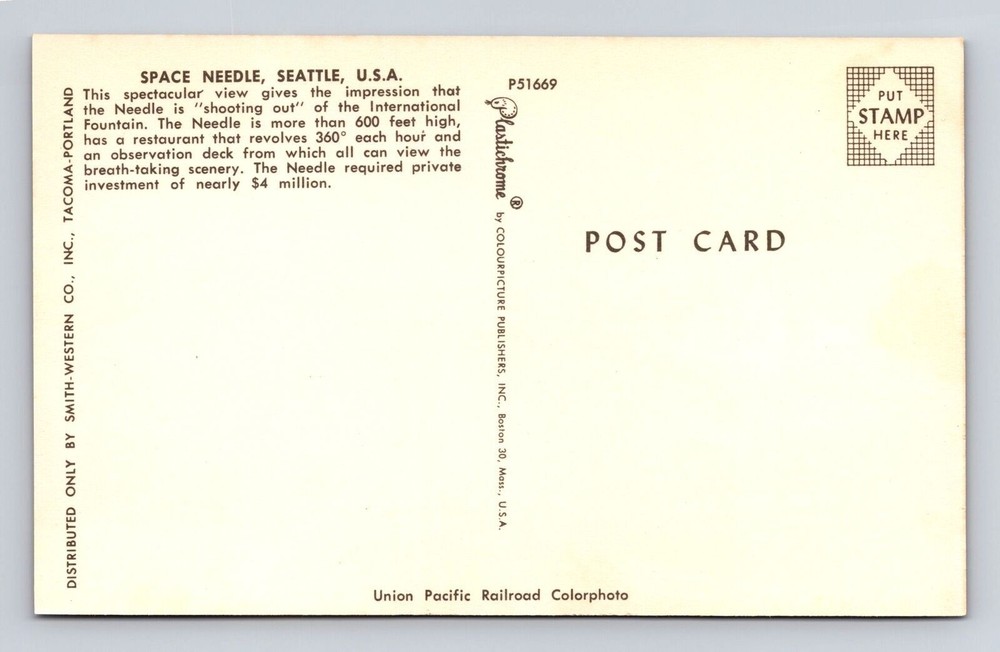 SPACE NEEDLE, SEATTLE, U.S.A.
This spectacular view gives the impression that
the Needle is "shooting out" of the International
Fountain. The Needle is more than 600 feet high,
has a restaurant that revolves 360° each hour and
an observation deck from which all can view the
breath-taking scenery. The Needle required private
investment of nearly $4 million.
DISTRIBUTED ONLY BY SMITH-WESTERN CO., INC., TACOMA-PORTLAND
P51669
Plastichrome ® by COLOURPICTURE PUBLISHERS, INC., Boston 30, Mass., U.S.A.
PUT
STAMP
HERE
POST CARD
Union Pacific Railroad Colorphoto